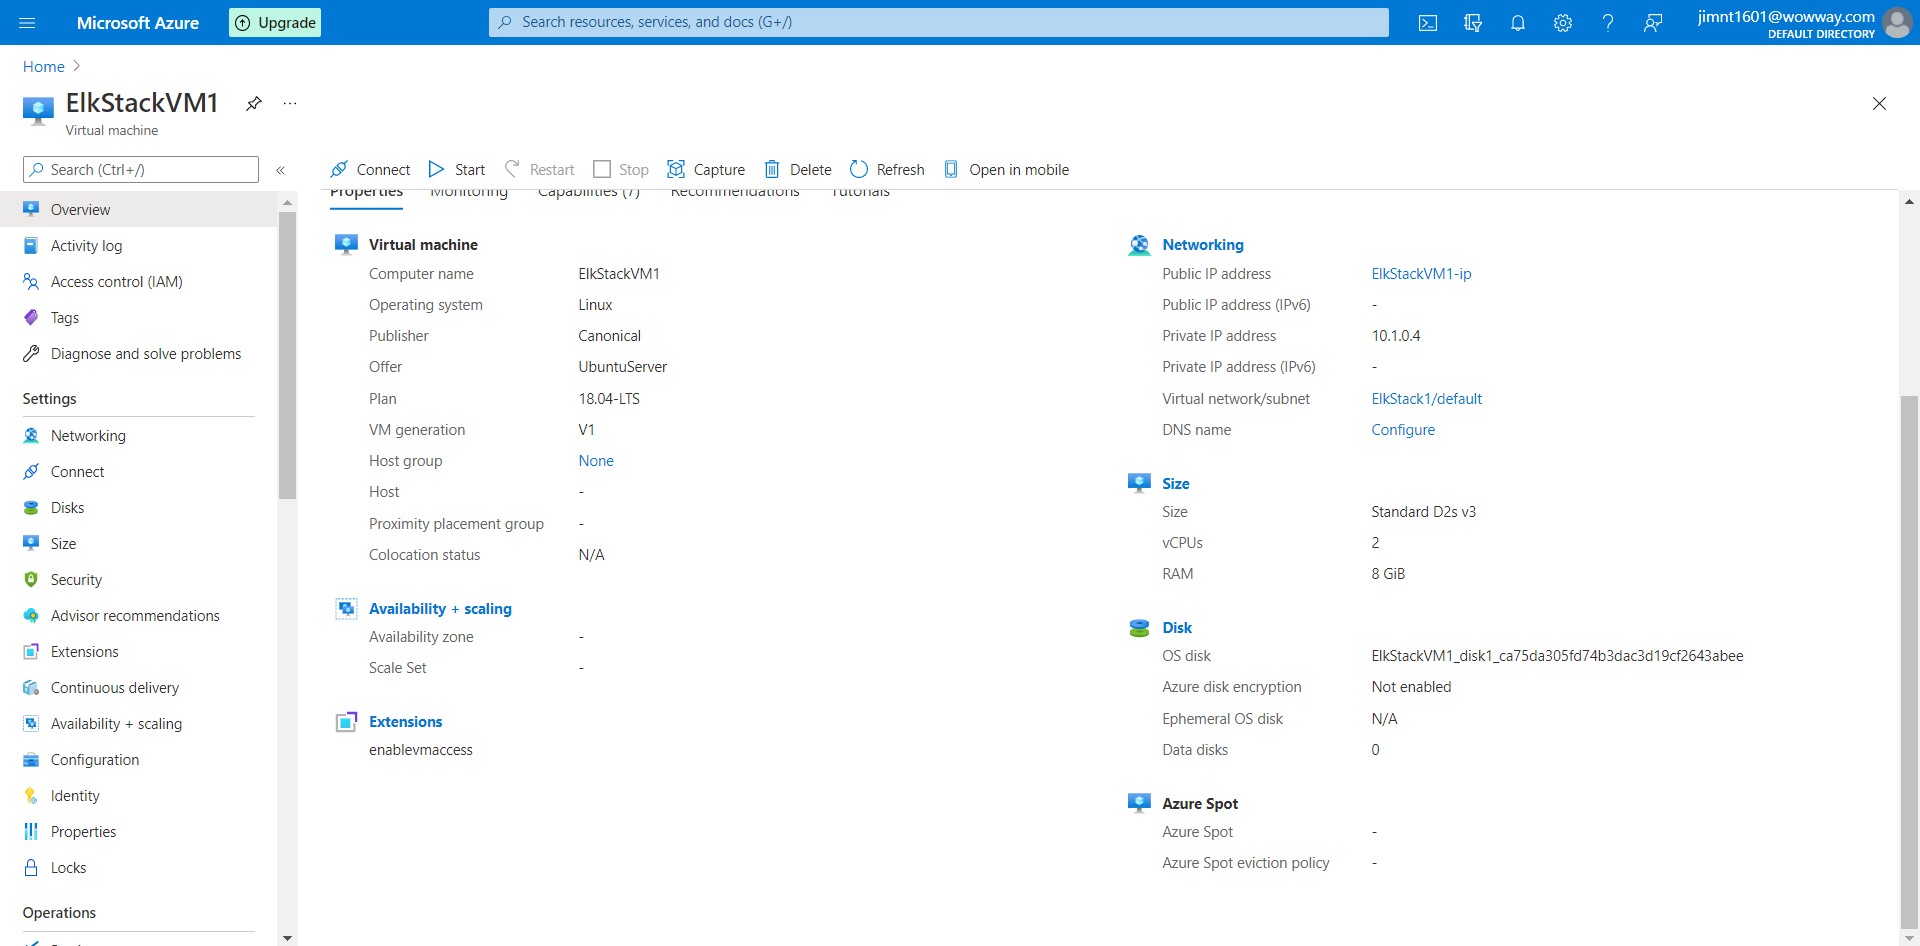 Microsoft Azure
Upgrade
Search resources, services, and docs (G+/)
jimnt1601@wowway.com
DEFAULT DIRECTORY
Home
ElkStackVM1
...
Virtual machine
Search (Ctrl+/)
«
Connect
Start
Restart
Stop
Capture
Delete
Refresh
Open in mobile
Properties
Monitoring
Capabilities (7)
Recommendations
Tutorials
Overview
Activity log
Access control (IAM)
Tags
Diagnose and solve problems
Settings
Networking
Connect
Disks
Size
Security
Advisor recommendations
Extensions
Continuous delivery
Availability + scaling
Configuration
Identity
Properties
Locks
Operations
Virtual machine
Computer name ElkStackVM1
Operating system Linux
Publisher Canonical
Offer UbuntuServer
Plan 18.04-LTS
VM generation V1
Host group None
Host -
Proximity placement group -
Colocation status N/A
Availability + scaling
Availability zone -
Scale Set -
Extensions
enablevmaccess
Networking
Public IP address ElkStackVM1-ip
Public IP address (IPv6) -
Private IP address 10.1.0.4
Private IP address (IPv6) -
Virtual network/subnet ElkStack1/default
DNS name Configure
Size
Size Standard D2s v3
vCPUs 2
RAM 8 GiB
Disk
OS disk ElkStackVM1_disk1_ca75da305fd74b3dac3d19cf2643abee
Azure disk encryption Not enabled
Ephemeral OS disk N/A
Data disks 0
Azure Spot
Azure Spot -
Azure Spot eviction policy -